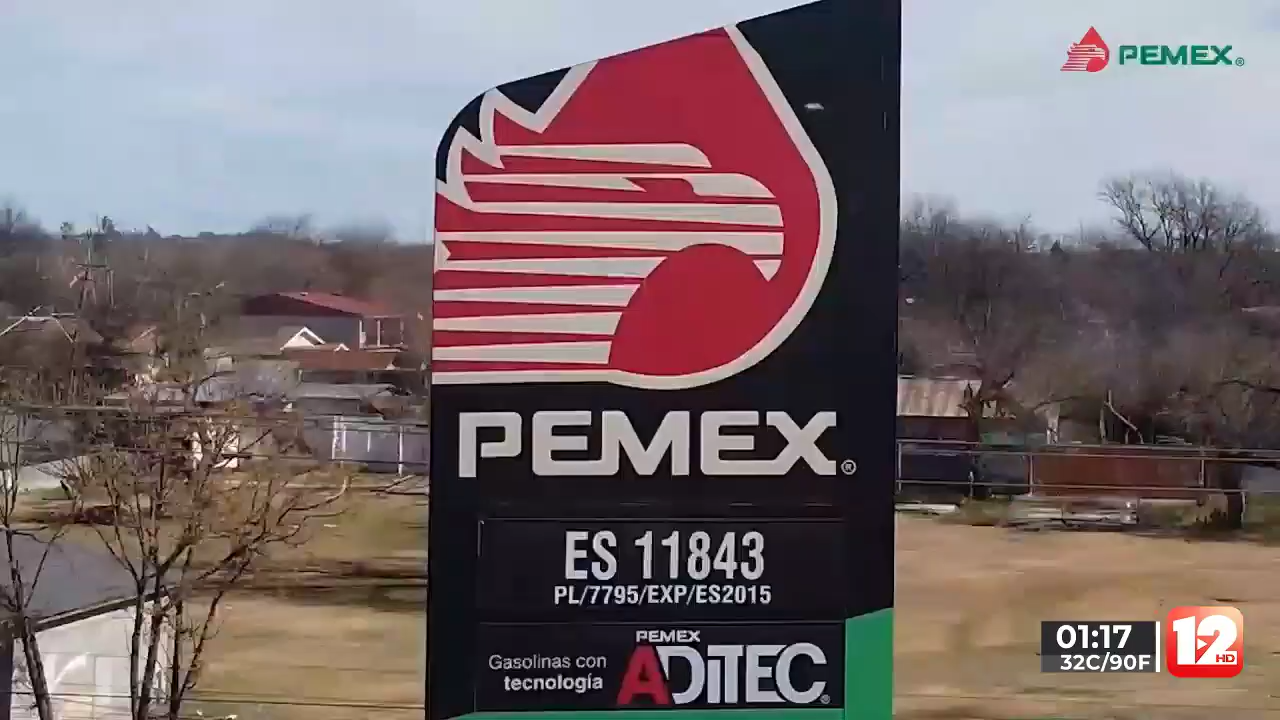 PEMEX®
PEMEX®
ES 11843
PL/7795/EXP/ES2015
PEMEX
Gasolinas con
tecnología
ADITEC®
01:17
32C/90F
12
HD